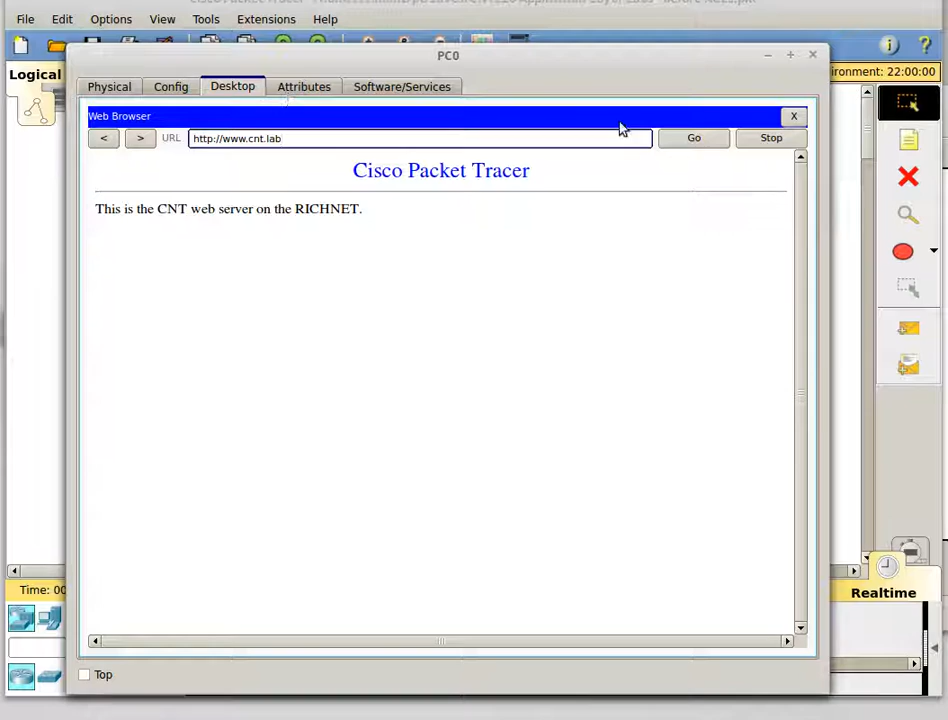 File Edit Options View Tools Extensions Help
PC0
Logical
ironment: 22:00:00
Physical Config Desktop Attributes Software/Services
Web Browser X
< > URL http://www.cnt.lab Go Stop
Cisco Packet Tracer
This is the CNT web server on the RICHNET.
Time: 00
Realtime
Top